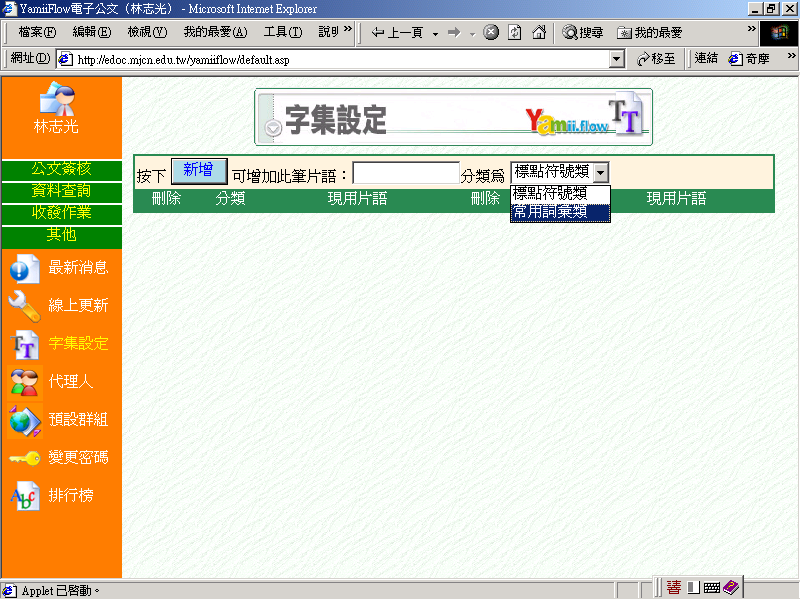 YamiiFlow電子公文（林志光） - Microsoft Internet Explorer
檔案(F) 編輯(E) 檢視(V) 我的最愛(A) 工具(T) 說明 » 上一頁 搜尋 我的最愛 »
網址(D) http://edoc.mjcn.edu.tw/yamiiflow/default.asp 移至 連結 奇摩 »
林志光
公文簽核
資料查詢
收發作業
其他
最新消息
線上更新
字集設定
代理人
預設群組
變更密碼
排行榜
字集設定 Yamii.flow TT
按下 新增 可增加此筆片語： 分類為 標點符號類
標點符號類
常用詞彙類
刪除 分類 現用片語 刪除 現用片語
Applet 已啟動。